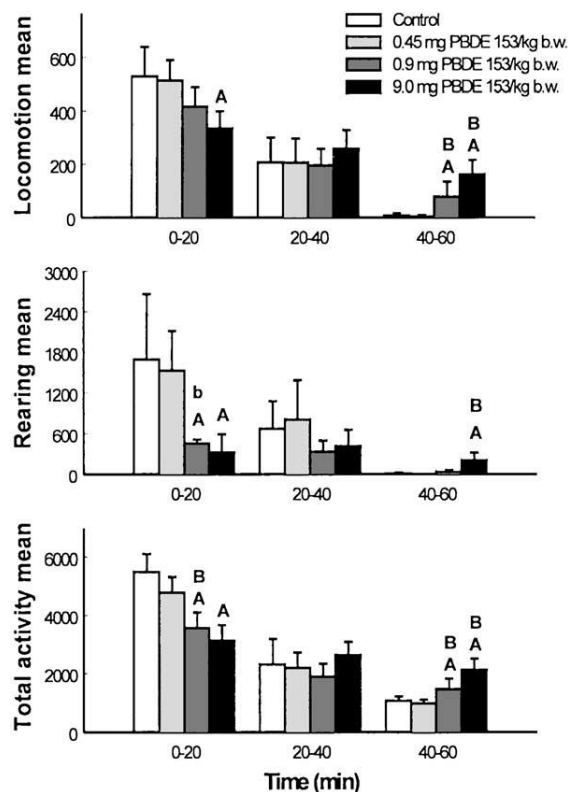 Control
0.45 mg PBDE 153/kg b.w.
0.9 mg PBDE 153/kg b.w.
9.0 mg PBDE 153/kg b.w.
Locomotion mean
600
400
200
0
A
B
A
B
A
0-20
20-40
40-60
Rearing mean
3000
2400
1800
1200
600
0
b
A
A
B
A
0-20
20-40
40-60
Total activity mean
6000
4000
2000
0
B
A
A
B
A
B
A
0-20
20-40
40-60
Time (min)